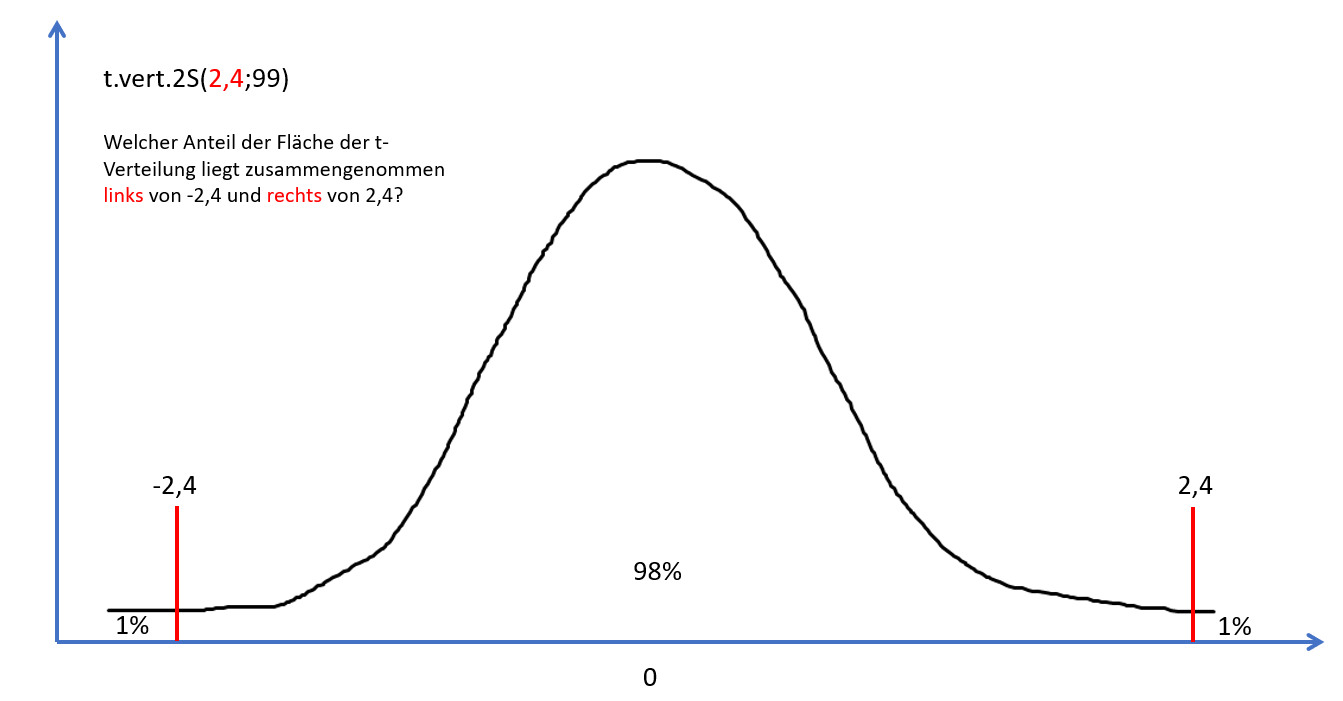 t.vert.2S(2,4;99)
Welcher Anteil der Fläche der t-
Verteilung liegt zusammengenommen
links von -2,4 und rechts von 2,4?
-2,4
2,4
98%
1%
1%
0